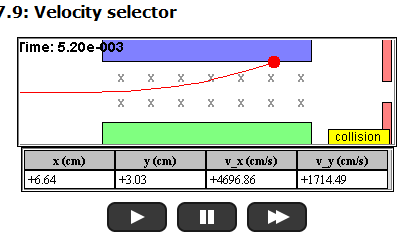 7.9: Velocity selector
Time: 5.20e-003
x x x x x x x
x x x x x x x
collision
x (cm) y (cm) v_x (cm/s) v_y (cm/s)
+6.64 +3.03 +4696.86 +1714.49